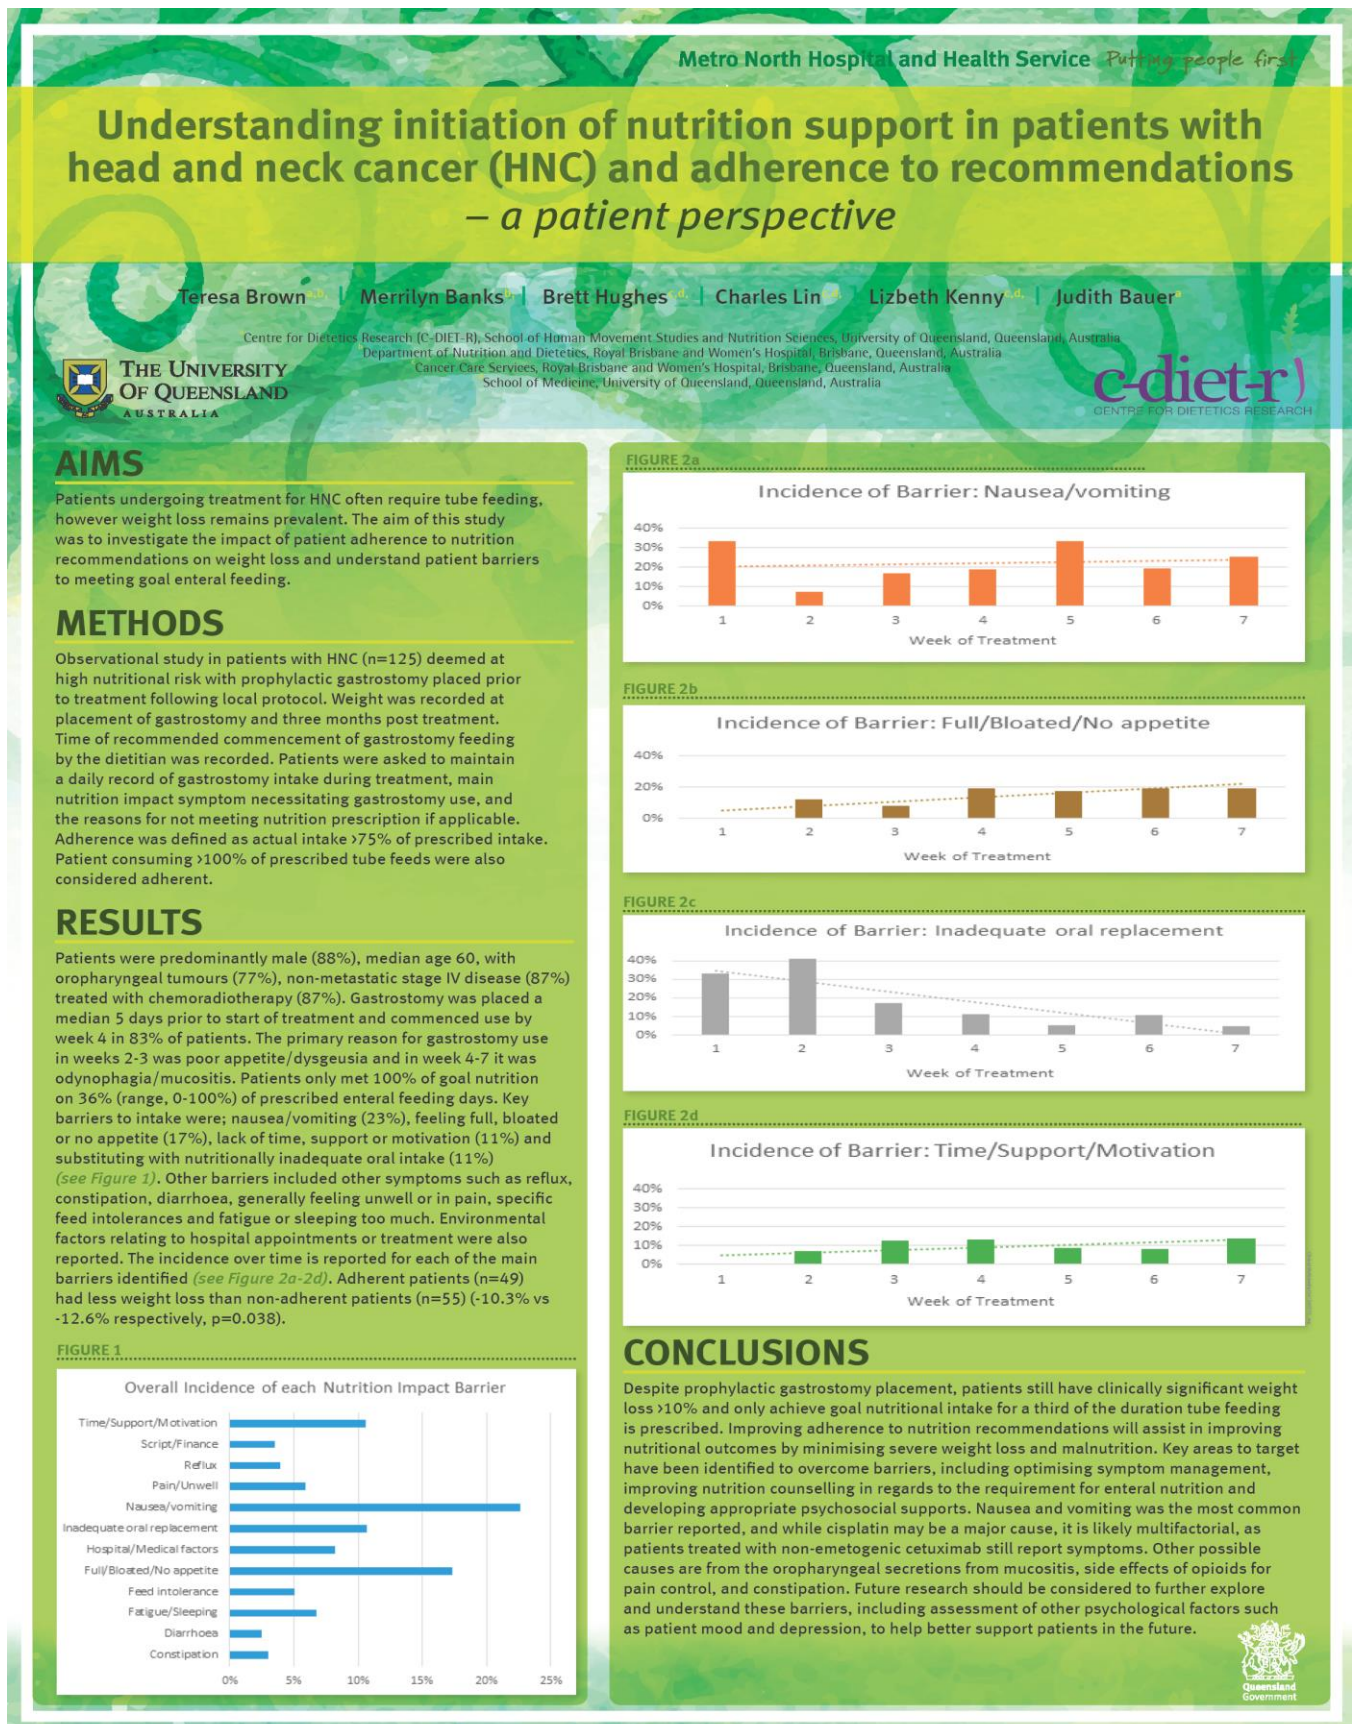 Metro North Hospital and Health Service Putting people first
Understanding initiation of nutrition support in patients with
head and neck cancer (HNC) and adherence to recommendations
– a patient perspective
Teresa Brown a,b, | Merrilyn Banks b, | Brett Hughes c,d, | Charles Lin c,d, | Lizbeth Kenny c,d, | Judith Bauer a
Centre for Dietetics Research (C-DIET-R), School of Human Movement Studies and Nutrition Sciences, University of Queensland, Queensland, Australia
Department of Nutrition and Dietetics, Royal Brisbane and Women's Hospital, Brisbane, Queensland, Australia
Cancer Care Services, Royal Brisbane and Women's Hospital, Brisbane, Queensland, Australia
School of Medicine, University of Queensland, Queensland, Australia
THE UNIVERSITY
OF QUEENSLAND
AUSTRALIA
c-diet-r)
CENTRE FOR DIETETICS RESEARCH
AIMS
Patients undergoing treatment for HNC often require tube feeding,
however weight loss remains prevalent. The aim of this study
was to investigate the impact of patient adherence to nutrition
recommendations on weight loss and understand patient barriers
to meeting goal enteral feeding.
METHODS
Observational study in patients with HNC (n=125) deemed at
high nutritional risk with prophylactic gastrostomy placed prior
to treatment following local protocol. Weight was recorded at
placement of gastrostomy and three months post treatment.
Time of recommended commencement of gastrostomy feeding
by the dietitian was recorded. Patients were asked to maintain
a daily record of gastrostomy intake during treatment, main
nutrition impact symptom necessitating gastrostomy use, and
the reasons for not meeting nutrition prescription if applicable.
Adherence was defined as actual intake >75% of prescribed intake.
Patient consuming >100% of prescribed tube feeds were also
considered adherent.
RESULTS
Patients were predominantly male (88%), median age 60, with
oropharyngeal tumours (77%), non-metastatic stage IV disease (87%)
treated with chemoradiotherapy (87%). Gastrostomy was placed a
median 5 days prior to start of treatment and commenced use by
week 4 in 83% of patients. The primary reason for gastrostomy use
in weeks 2-3 was poor appetite/dysgeusia and in week 4-7 it was
odynophagia/mucositis. Patients only met 100% of goal nutrition
on 36% (range, 0-100%) of prescribed enteral feeding days. Key
barriers to intake were; nausea/vomiting (23%), feeling full, bloated
or no appetite (17%), lack of time, support or motivation (11%) and
substituting with nutritionally inadequate oral intake (11%)
(see Figure 1). Other barriers included other symptoms such as reflux,
constipation, diarrhoea, generally feeling unwell or in pain, specific
feed intolerances and fatigue or sleeping too much. Environmental
factors relating to hospital appointments or treatment were also
reported. The incidence over time is reported for each of the main
barriers identified (see Figure 2a-2d). Adherent patients (n=49)
had less weight loss than non-adherent patients (n=55) (-10.3% vs
-12.6% respectively, p=0.038).
FIGURE 1
Overall Incidence of each Nutrition Impact Barrier
Time/Support/Motivation
Script/Finance
Reflux
Pain/Unwell
Nausea/vomiting
Inadequate oral replacement
Hospital/Medical factors
Full/Bloated/No appetite
Feed intolerance
Fatigue/Sleeping
Diarrhoea
Constipation
0% 5% 10% 15% 20% 25%
FIGURE 2a
Incidence of Barrier: Nausea/vomiting
40%
30%
20%
10%
0%
1 2 3 4 5 6 7
Week of Treatment
FIGURE 2b
Incidence of Barrier: Full/Bloated/No appetite
40%
20%
0%
1 2 3 4 5 6 7
Week of Treatment
FIGURE 2c
Incidence of Barrier: Inadequate oral replacement
40%
30%
20%
10%
0%
1 2 3 4 5 6 7
Week of Treatment
FIGURE 2d
Incidence of Barrier: Time/Support/Motivation
40%
30%
20%
10%
0%
1 2 3 4 5 6 7
Week of Treatment
CONCLUSIONS
Despite prophylactic gastrostomy placement, patients still have clinically significant weight
loss >10% and only achieve goal nutritional intake for a third of the duration tube feeding
is prescribed. Improving adherence to nutrition recommendations will assist in improving
nutritional outcomes by minimising severe weight loss and malnutrition. Key areas to target
have been identified to overcome barriers, including optimising symptom management,
improving nutrition counselling in regards to the requirement for enteral nutrition and
developing appropriate psychosocial supports. Nausea and vomiting was the most common
barrier reported, and while cisplatin may be a major cause, it is likely multifactorial, as
patients treated with non-emetogenic cetuximab still report symptoms. Other possible
causes are from the oropharyngeal secretions from mucositis, side effects of opioids for
pain control, and constipation. Future research should be considered to further explore
and understand these barriers, including assessment of other psychological factors such
as patient mood and depression, to help better support patients in the future.
Queensland
Government